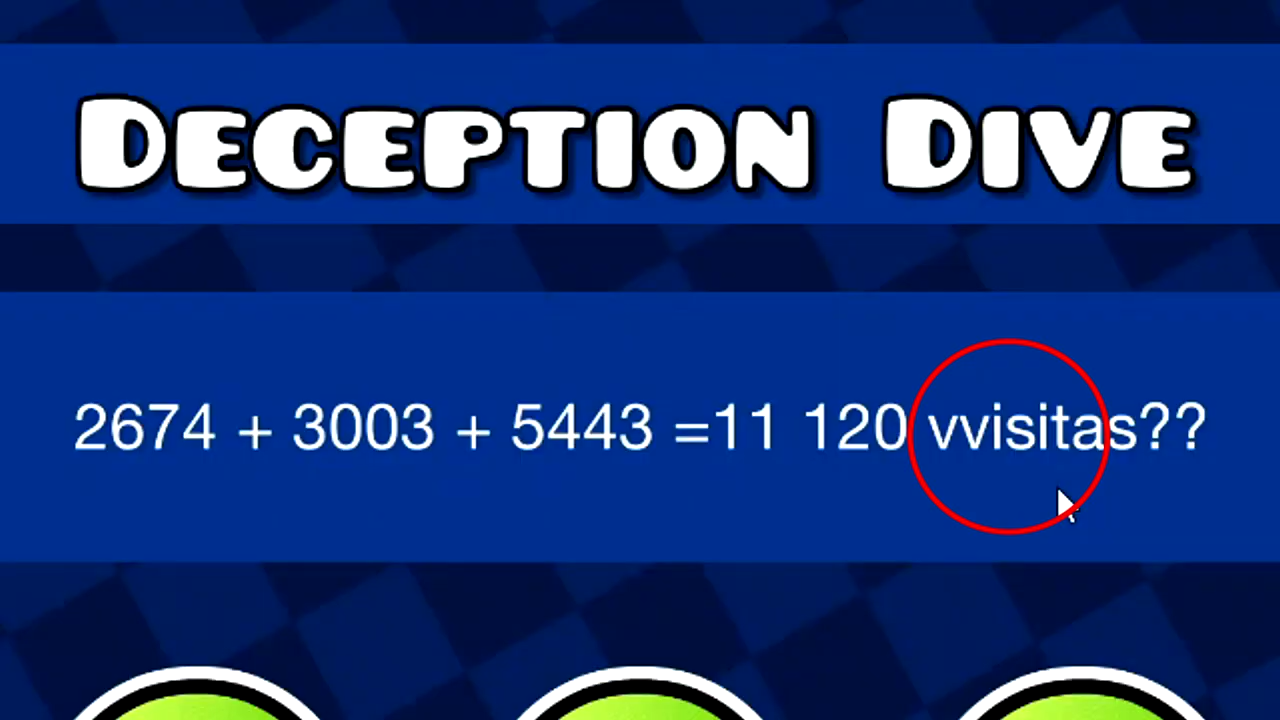 Deception Dive
2674 + 3003 + 5443 =11 120 vvisitas??